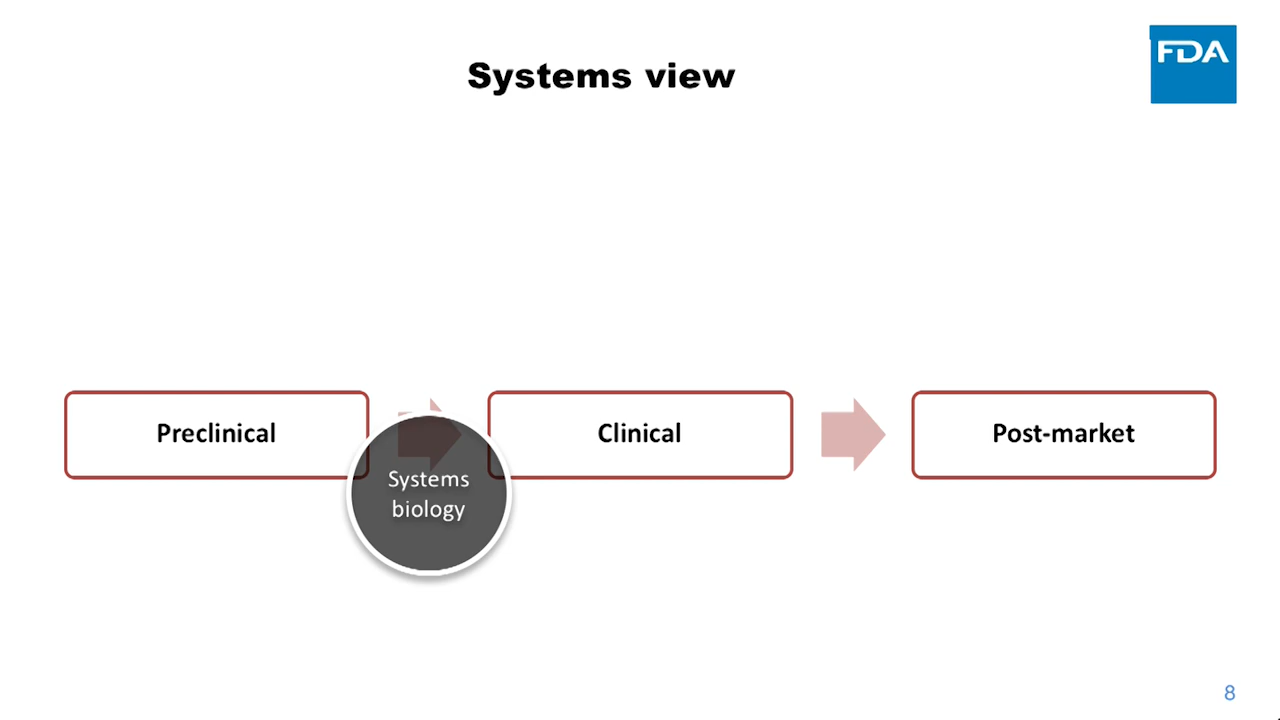 Systems view
FDA
Preclinical
Clinical
Post-market
Systems
biology
8